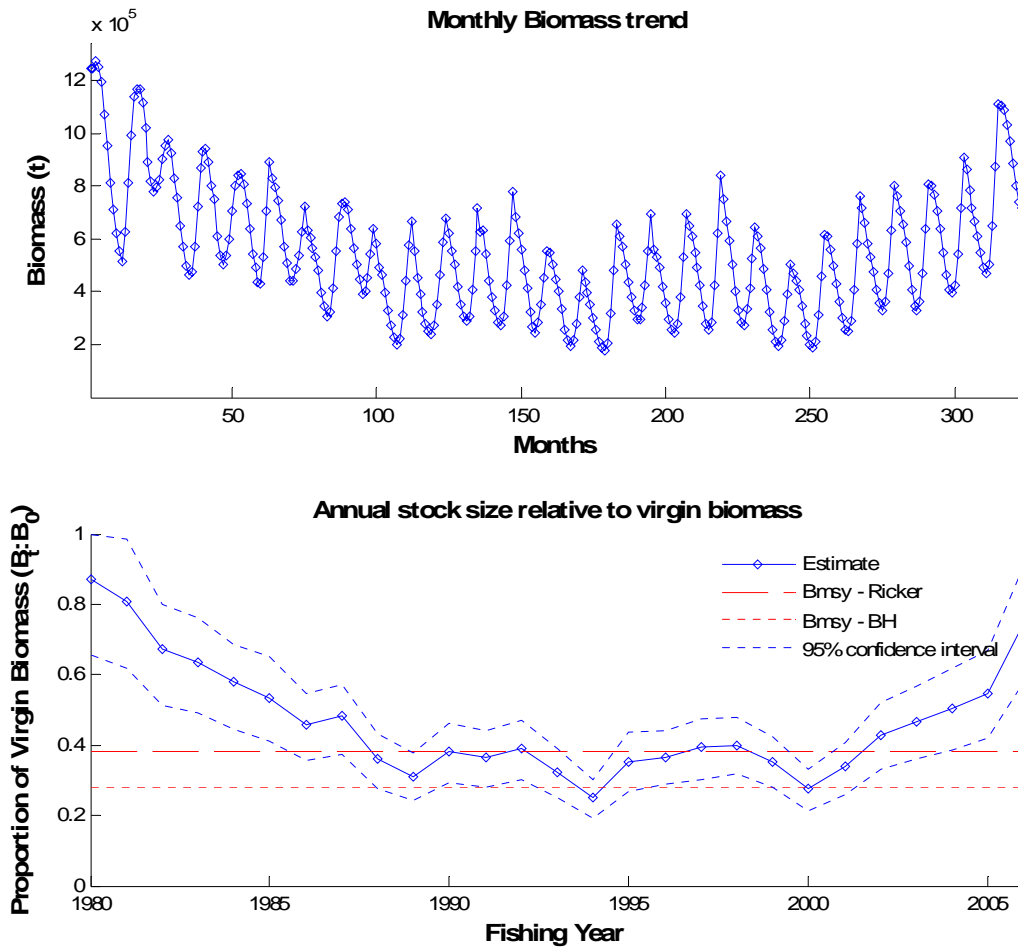 Monthly Biomass trend
x 10^5
12
10
8
6
4
2
Biomass (t)
50
100
150
200
250
300
Months
Annual stock size relative to virgin biomass
1
0.8
0.6
0.4
0.2
0
Proportion of Virgin Biomass (B_t:B_0)
Estimate
Bmsy - Ricker
Bmsy - BH
95% confidence interval
1980
1985
1990
1995
2000
2005
Fishing Year